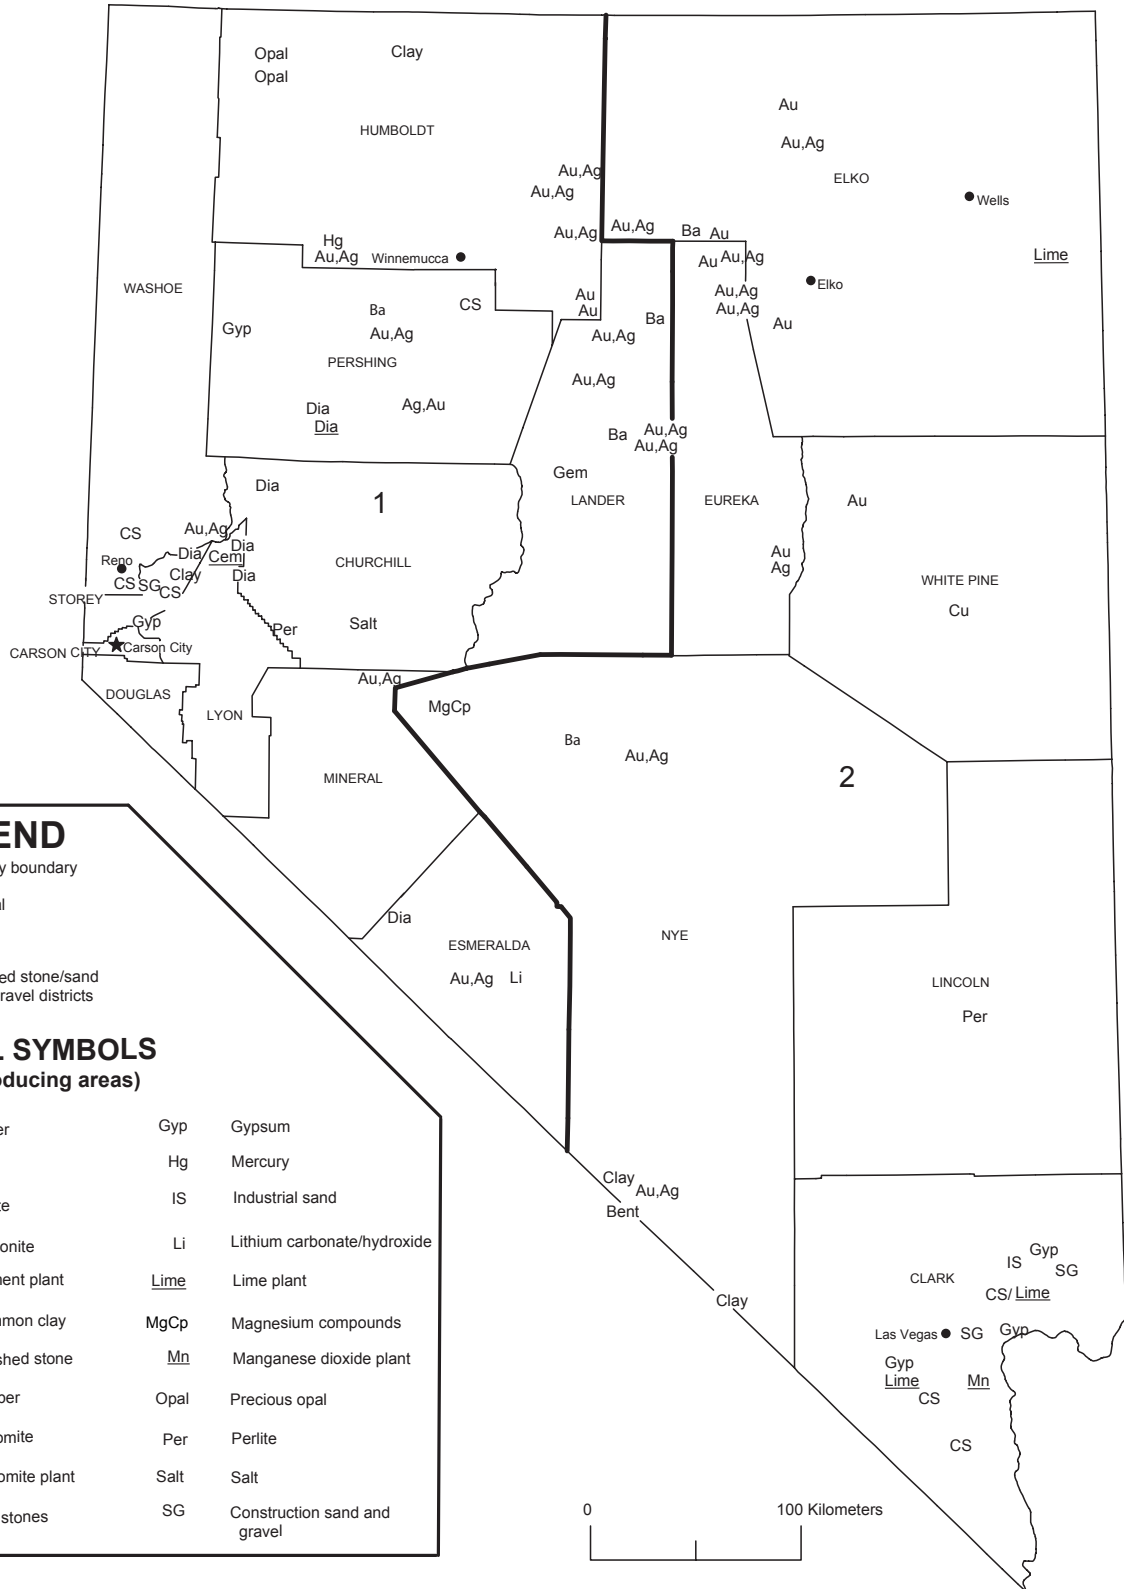 Opal
Clay
Opal
Au
HUMBOLDT
Au,Ag
Au,Ag
ELKO
Au,Ag
Wells
Au,Ag
Au,Ag
Ba
Au
Hg
Au,Ag
Winnemucca
Au
Au,Ag
Lime
Elko
WASHOE
Au,Ag
Au
CS
Ba
Au
Au,Ag
Ba
Au
Gyp
Au,Ag
Au,Ag
PERSHING
Au,Ag
Dia
Ag,Au
Dia
Ba
Au,Ag
Au,Ag
Gem
Dia
1
LANDER
EUREKA
Au
CS
Au,Ag
Dia
Dia
Cem
Reno
CHURCHILL
Au
Ag
Clay
Dia
CS
SG
CS
WHITE PINE
STOREY
Cu
Gyp
Per
Salt
CARSON CITY
Carson City
Au,Ag
DOUGLAS
LYON
MgCp
Ba
Au,Ag
MINERAL
2
Dia
ESMERALDA
NYE
Au,Ag
Li
LINCOLN
Per
Clay
Au,Ag
Bent
Clay
CLARK
IS
Gyp
SG
CS/ Lime
Las Vegas
SG
Gyp
Gyp
Lime
Mn
CS
CS
END
y boundary
al
ed stone/sand
ravel districts
SYMBOLS
oducing areas)
er
Gyp Gypsum
Hg Mercury
te
IS Industrial sand
onite
Li Lithium carbonate/hydroxide
ent plant
Lime Lime plant
mon clay
MgCp Magnesium compounds
shed stone
Mn Manganese dioxide plant
per
Opal Precious opal
omite
Per Perlite
omite plant
Salt Salt
stones
SG Construction sand and
gravel
0 100 Kilometers